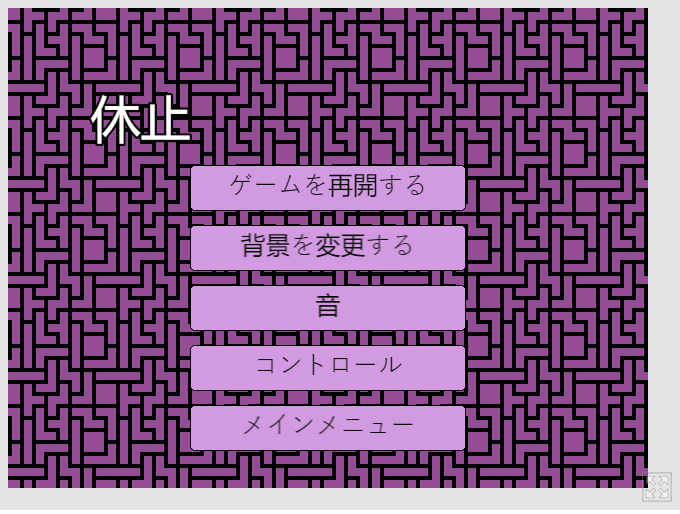 休止
ゲームを再開する
背景を変更する
音
コントロール
メインメニュー